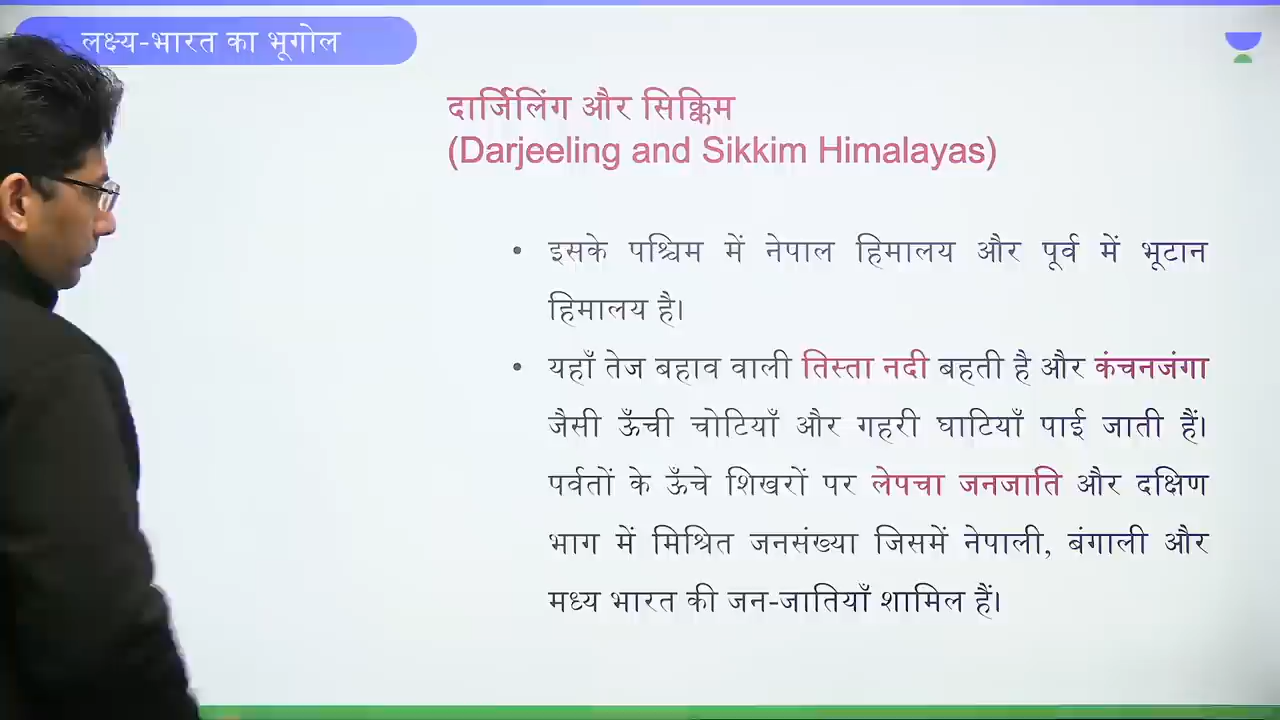 लक्ष्य-भारत का भूगोल
दार्जिलिंग और सिक्किम
(Darjeeling and Sikkim Himalayas)
• इसके पश्चिम में नेपाल हिमालय और पूर्व में भूटान
हिमालय है।
• यहाँ तेज बहाव वाली तिस्ता नदी बहती है और कंचनजंगा
जैसी ऊँची चोटियाँ और गहरी घाटियाँ पाई जाती हैं।
पर्वतों के ऊँचे शिखरों पर लेपचा जनजाति और दक्षिण
भाग में मिश्रित जनसंख्या जिसमें नेपाली, बंगाली और
मध्य भारत की जन-जातियाँ शामिल हैं।